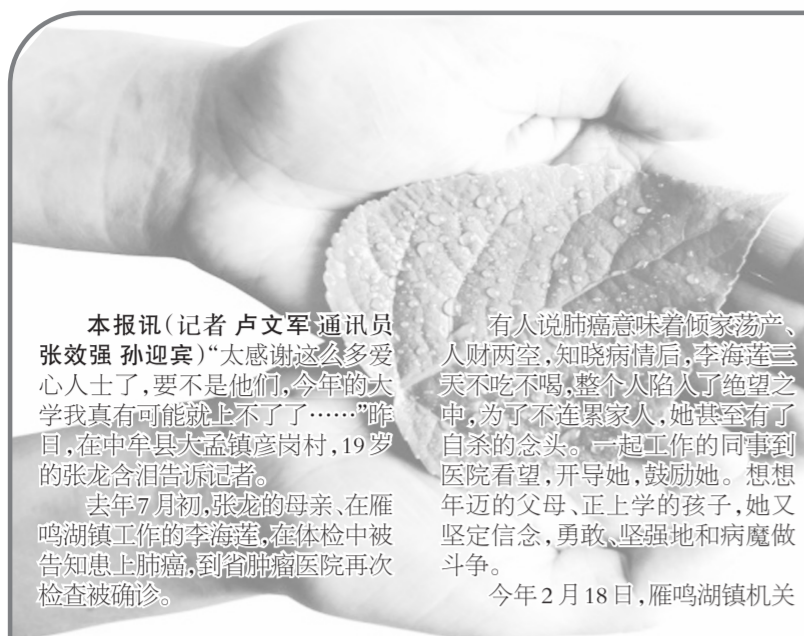 本报讯(记者 卢文军 通讯员
张效强 孙迎宾)“太感谢这么多爱
心人士了,要不是他们,今年的大
学我真有可能就上不了了……”昨
日,在中牟县大孟镇彦岗村,19岁
的张龙含泪告诉记者。
去年7月初,张龙的母亲、在雁
鸣湖镇工作的李海莲,在体检中被
告知患上肺癌,到省肿瘤医院再次
检查被确诊。
有人说肺癌意味着倾家荡产、
人财两空,知晓病情后,李海莲三
天不吃不喝,整个人陷入了绝望之
中,为了不连累家人,她甚至有了
自杀的念头。一起工作的同事到
医院看望,开导她,鼓励她。想想
年迈的父母、正上学的孩子,她又
坚定信念,勇敢、坚强地和病魔做
斗争。
今年2月18日,雁鸣湖镇机关